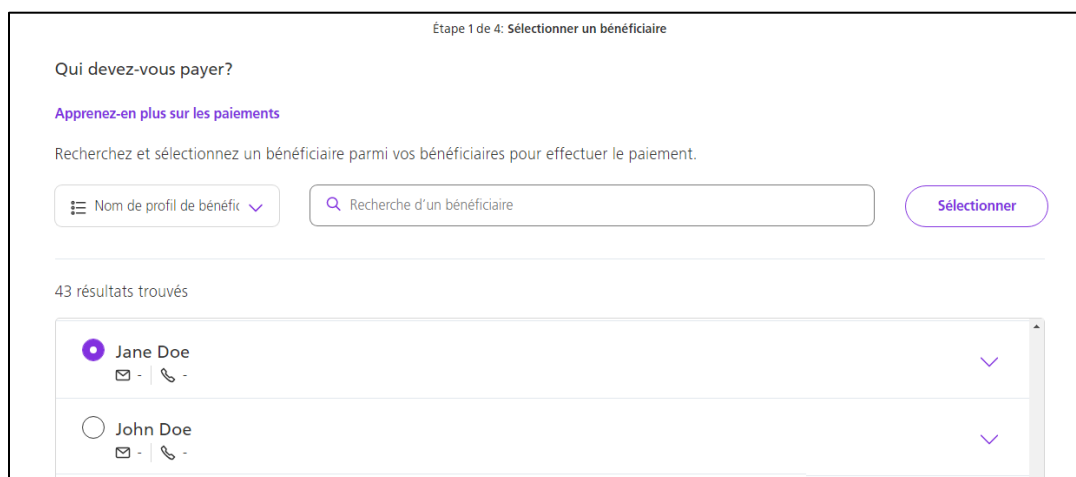 Étape 1 de 4: Sélectionner un bénéficiaire
Qui devez-vous payer?
Apprenez-en plus sur les paiements
Recherchez et sélectionnez un bénéficiaire parmi vos bénéficiaires pour effectuer le paiement.
Nom de profil de bénéfic
Recherche d'un bénéficiaire
Sélectionner
43 résultats trouvés
Jane Doe
- | -
John Doe
- | -